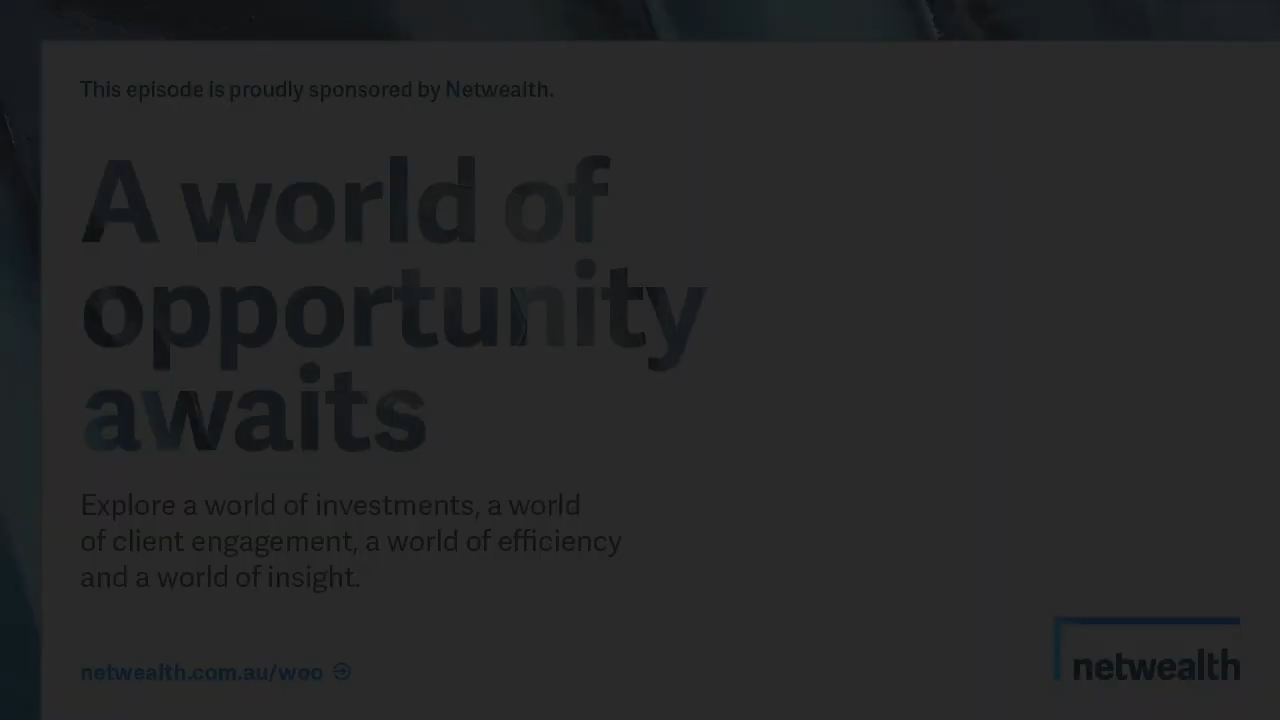 This episode is proudly sponsored by Netwealth.
A world of
opportunity
awaits
Explore a world of investments, a world
of client engagement, a world of efficiency
and a world of insight.
netwealth.com.au/woo
netwealth